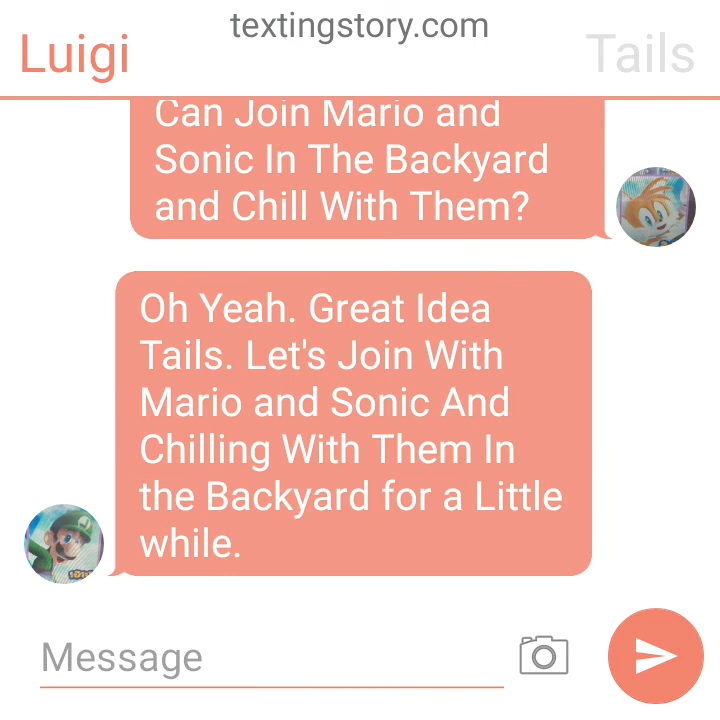 textingstory.com
Luigi
Tails
Can Join Mario and
Sonic In The Backyard
and Chill With Them?
Oh Yeah. Great Idea
Tails. Let's Join With
Mario and Sonic And
Chilling With Them In
the Backyard for a Little
while.
Message